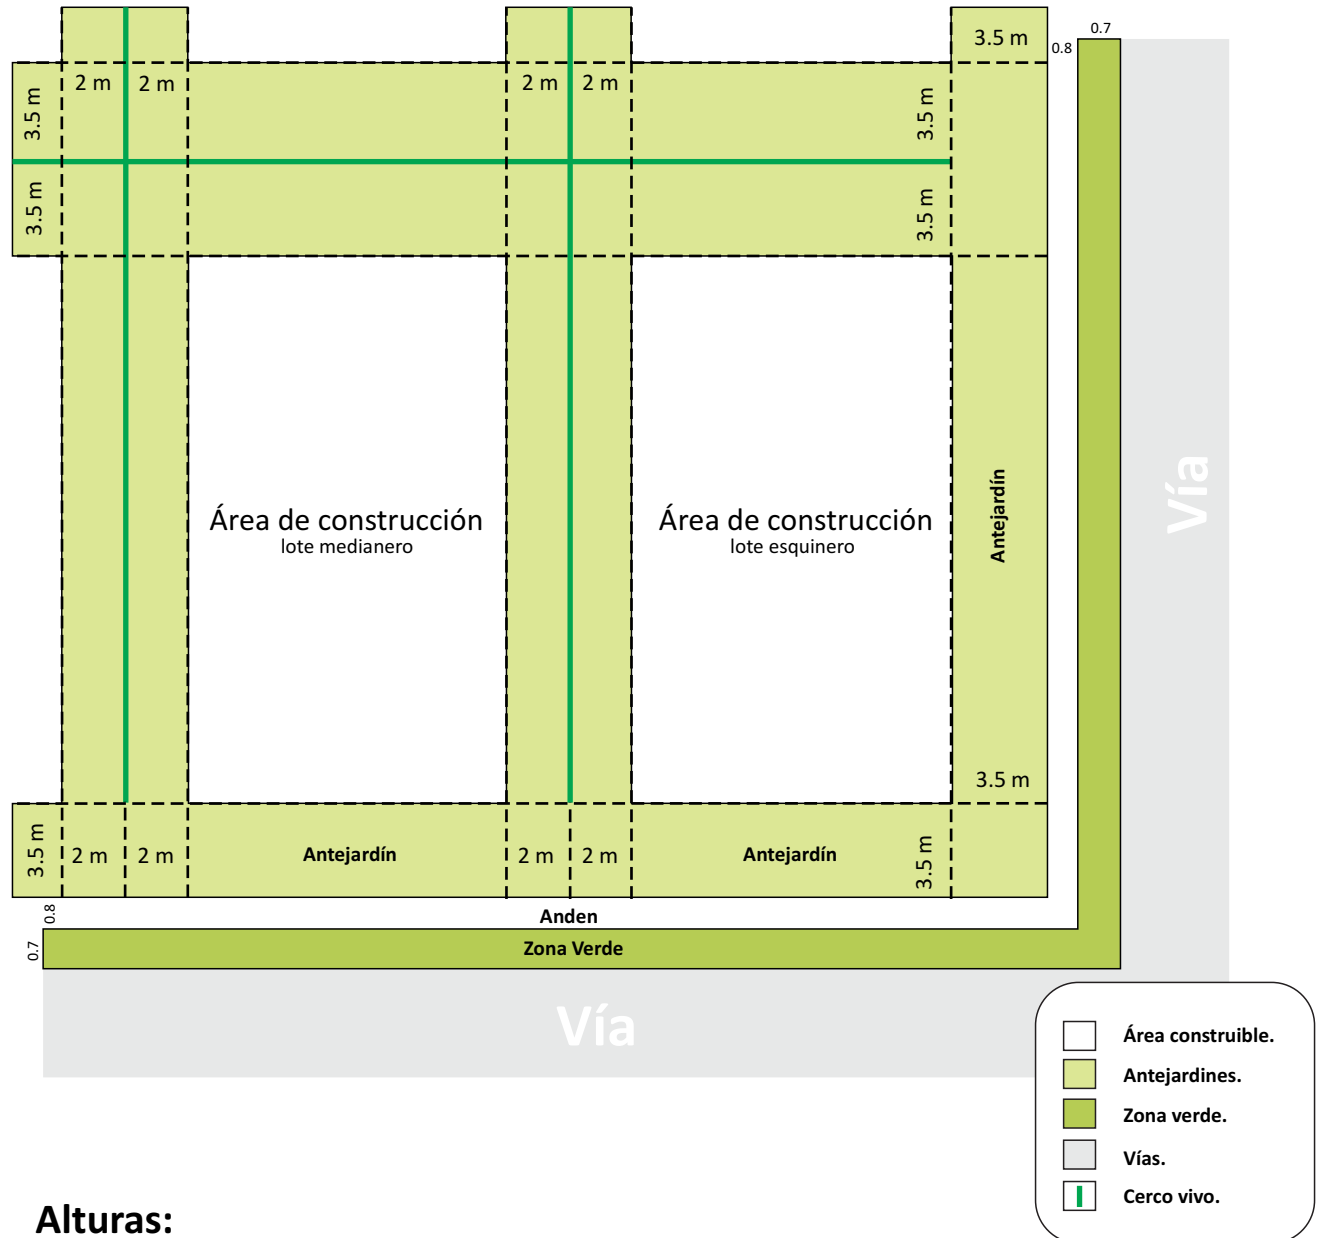 3.5 m
0.7
0.8
2 m 2 m 2 m 2 m
3.5 m 3.5 m
3.5 m 3.5 m
Vía
Antejardín
Área de construcción
lote medianero
Área de construcción
lote esquinero
3.5 m
3.5 m
2 m 2 m
Antejardín
2 m 2 m
Antejardín
3.5 m
0.8
Anden
0.7
Zona Verde
Vía
Área construible.
Antejardines.
Zona verde.
Vías.
Cerco vivo.
Alturas: